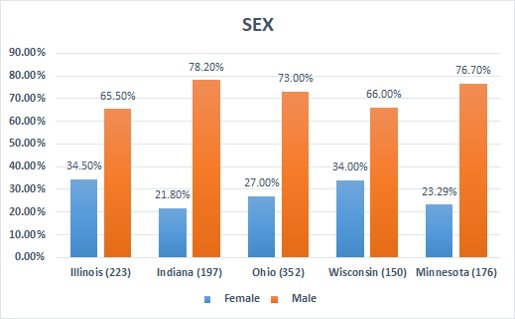 SEX
90.00%
80.00%
70.00%
60.00%
50.00%
40.00%
30.00%
20.00%
10.00%
0.00%
34.50% 65.50% 21.80% 78.20% 27.00% 73.00% 34.00% 66.00% 23.29% 76.70%
Illinois (223) Indiana (197) Ohio (352) Wisconsin (150) Minnesota (176)
Female Male